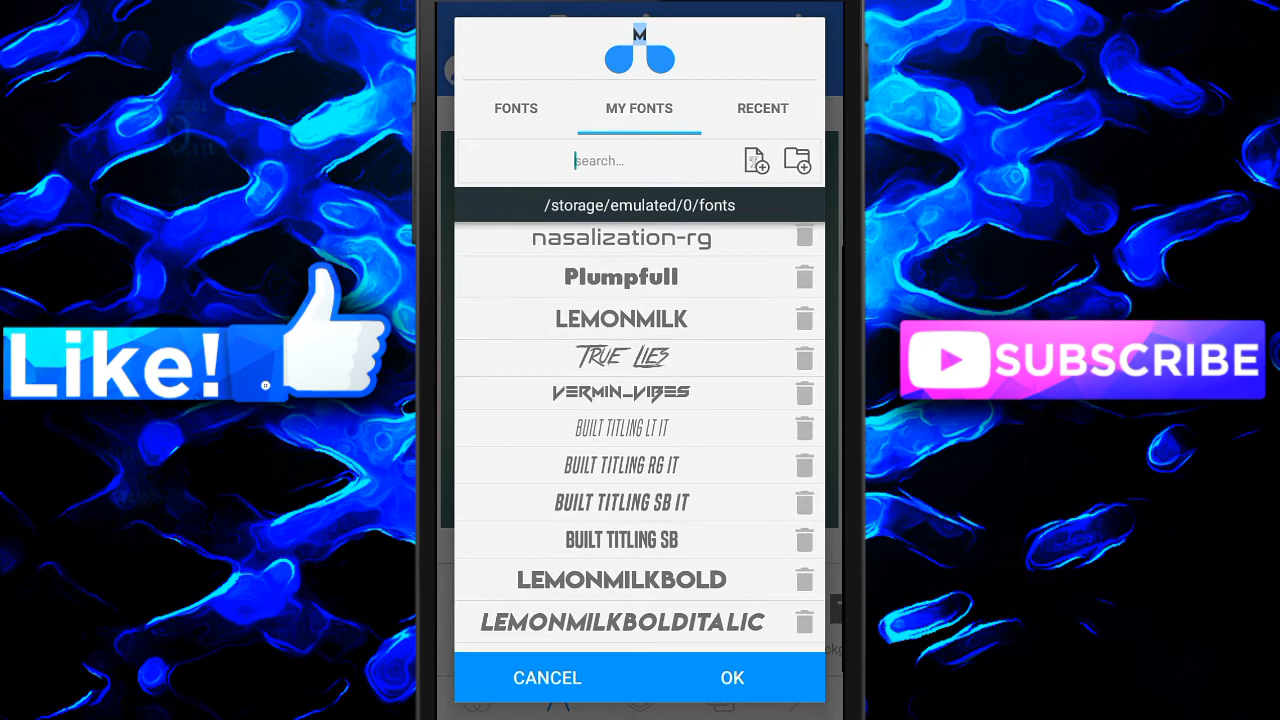 M
FONTS MY FONTS RECENT
search...
/storage/emulated/0/fonts
nasalization-rg
Plumpfull
LEMONMILK
TRUE LIES
VERMIN_VIBES
BUILT TITLING LT IT
BUILT TITLING RG IT
BUILT TITLING SB IT
BUILT TITLING SB
LEMONMILKBOLD
LEMONMILKBOLDITALIC
CANCEL OK
Like!
SUBSCRIBE